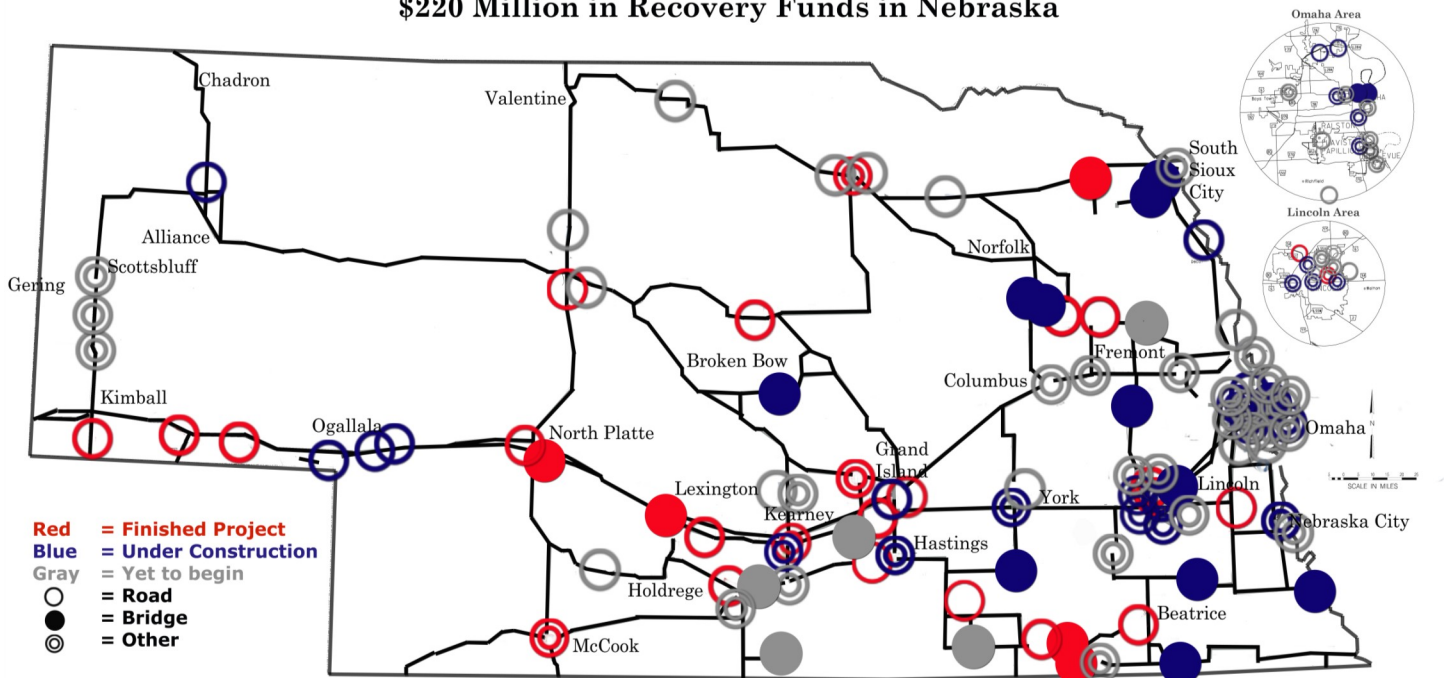 $220 Million in Recovery Funds in Nebraska
Omaha Area
Chadron
Valentine
RALSTON
South
Sioux
City
Lincoln Area
Alliance
Norfolk
Scottsbluff
Gering
Broken Bow
Fremont
Columbus
Kimball
Ogallala
North Platte
Omaha
N
Grand
Island
SCALE IN MILES
Lexington
York
Lincoln
Kearney
Nebraska City
Hastings
Red = Finished Project
Blue = Under Construction
Gray = Yet to begin
= Road
= Bridge
= Other
Holdrege
Beatrice
McCook